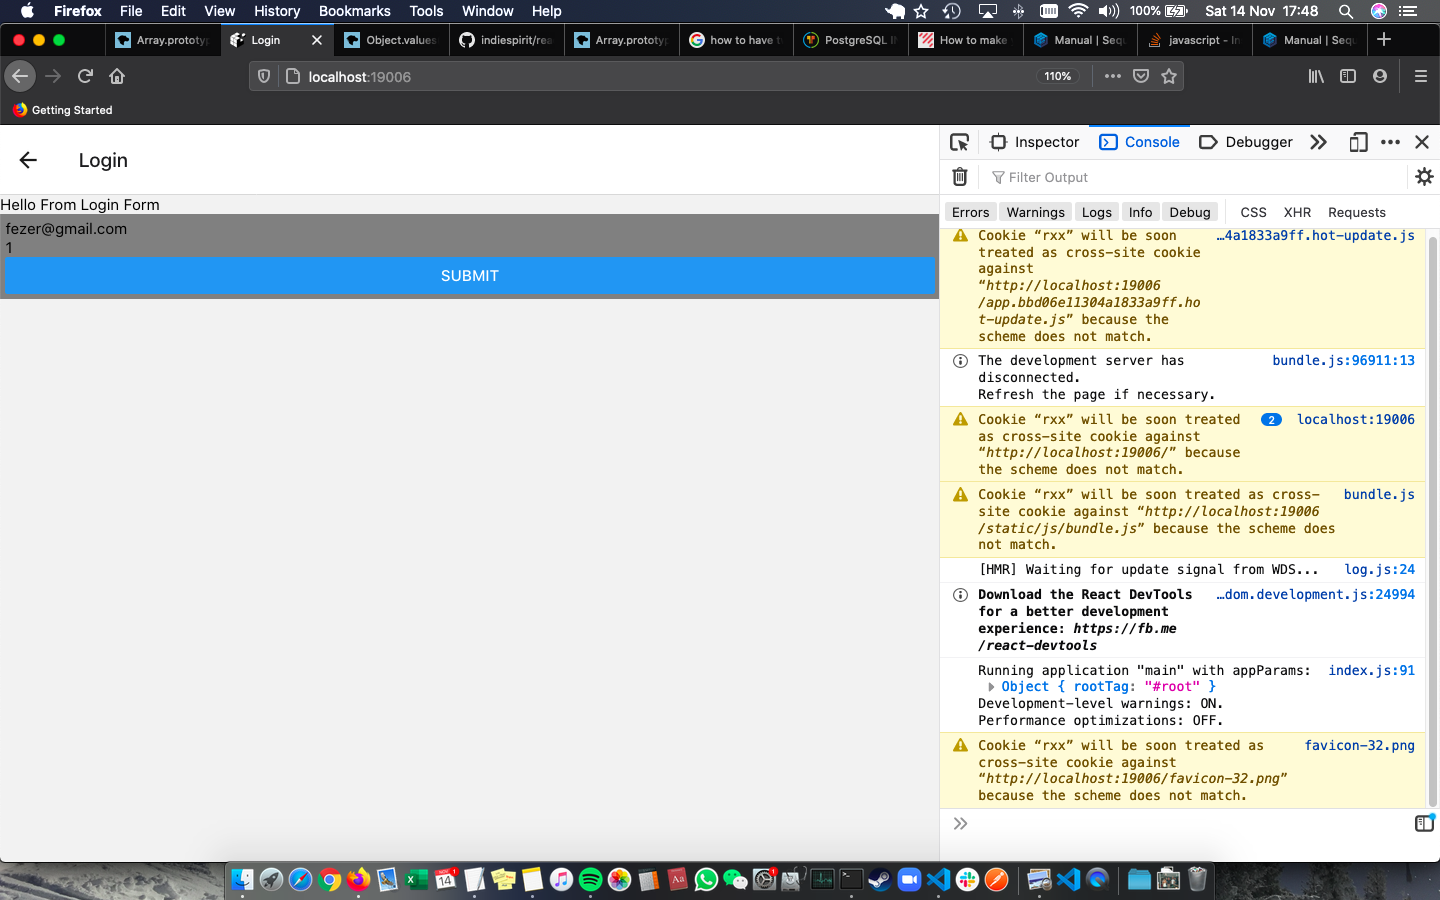 Firefox File Edit View History Bookmarks Tools Window Help 100% Sat 14 Nov 17:48
Array.prototyp Login Object.values indiespirit/rea Array.prototyp how to have t PostgreSQL IN How to make Manual | Sequ javascript - In Manual | Sequ
localhost:19006 110%
Getting Started
Login
Hello From Login Form
fezer@gmail.com
1
SUBMIT
Inspector Console Debugger
Filter Output
Errors Warnings Logs Info Debug CSS XHR Requests
Cookie “rxx” will be soon …4a1833a9ff.hot-update.js
treated as cross-site cookie
against
“http://localhost:19006
/app.bbd06e11304a1833a9ff.ho
t-update.js” because the
scheme does not match.
The development server has bundle.js:96911:13
disconnected.
Refresh the page if necessary.
Cookie “rxx” will be soon treated 2 localhost:19006
as cross-site cookie against
“http://localhost:19006/” because
the scheme does not match.
Cookie “rxx” will be soon treated as cross- bundle.js
site cookie against “http://localhost:19006
/static/js/bundle.js” because the scheme does
not match.
[HMR] Waiting for update signal from WDS... log.js:24
Download the React DevTools …dom.development.js:24994
for a better development
experience: https://fb.me
/react-devtools
Running application "main" with appParams: index.js:91
Object { rootTag: "#root" }
Development-level warnings: ON.
Performance optimizations: OFF.
Cookie “rxx” will be soon treated as favicon-32.png
cross-site cookie against
“http://localhost:19006/favicon-32.png”
because the scheme does not match.